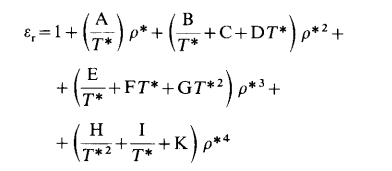 ε_r = 1 + (A/T*) ρ* + (B/T* + C + DT*) ρ*² +
+ (E/T* + FT* + GT*²) ρ*³ +
+ (H/T*² + I/T* + K) ρ*⁴